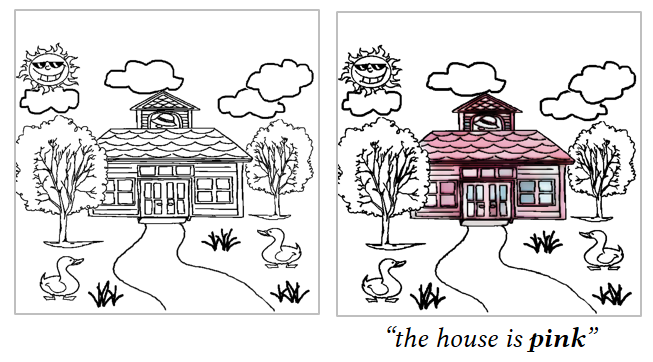 “the house is pink”